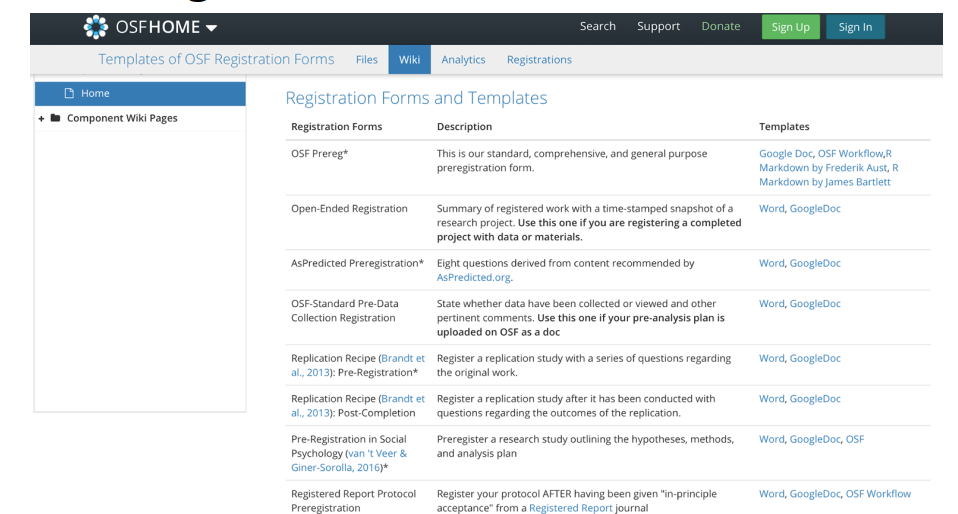 OSFHOME
Search Support Donate Sign Up Sign In
Templates of OSF Registration Forms Files Wiki Analytics Registrations
Home
Component Wiki Pages
Registration Forms and Templates
Registration Forms Description Templates
OSF Prereg* This is our standard, comprehensive, and general purpose Google Doc, OSF Workflow,R
preregistration form. Markdown by Frederik Aust, R
Markdown by James Bartlett
Open-Ended Registration Summary of registered work with a time-stamped snapshot of a Word, GoogleDoc
research project. Use this one if you are registering a completed
project with data or materials.
AsPredicted Preregistration* Eight questions derived from content recommended by Word, GoogleDoc
AsPredicted.org.
OSF-Standard Pre-Data State whether data have been collected or viewed and other Word, GoogleDoc
Collection Registration pertinent comments. Use this one if your pre-analysis plan is
uploaded on OSF as a doc
Replication Recipe (Brandt et Register a replication study with a series of questions regarding Word, GoogleDoc
al., 2013): Pre-Registration* the original work.
Replication Recipe (Brandt et Register a replication study after it has been conducted with Word, GoogleDoc
al., 2013): Post-Completion questions regarding the outcomes of the replication.
Pre-Registration in Social Preregister a research study outlining the hypotheses, methods, Word, GoogleDoc, OSF
Psychology (van 't Veer & and analysis plan
Giner-Sorolla, 2016)*
Registered Report Protocol Register your protocol AFTER having been given "in-principle Word, GoogleDoc, OSF Workflow
Preregistration acceptance" from a Registered Report journal